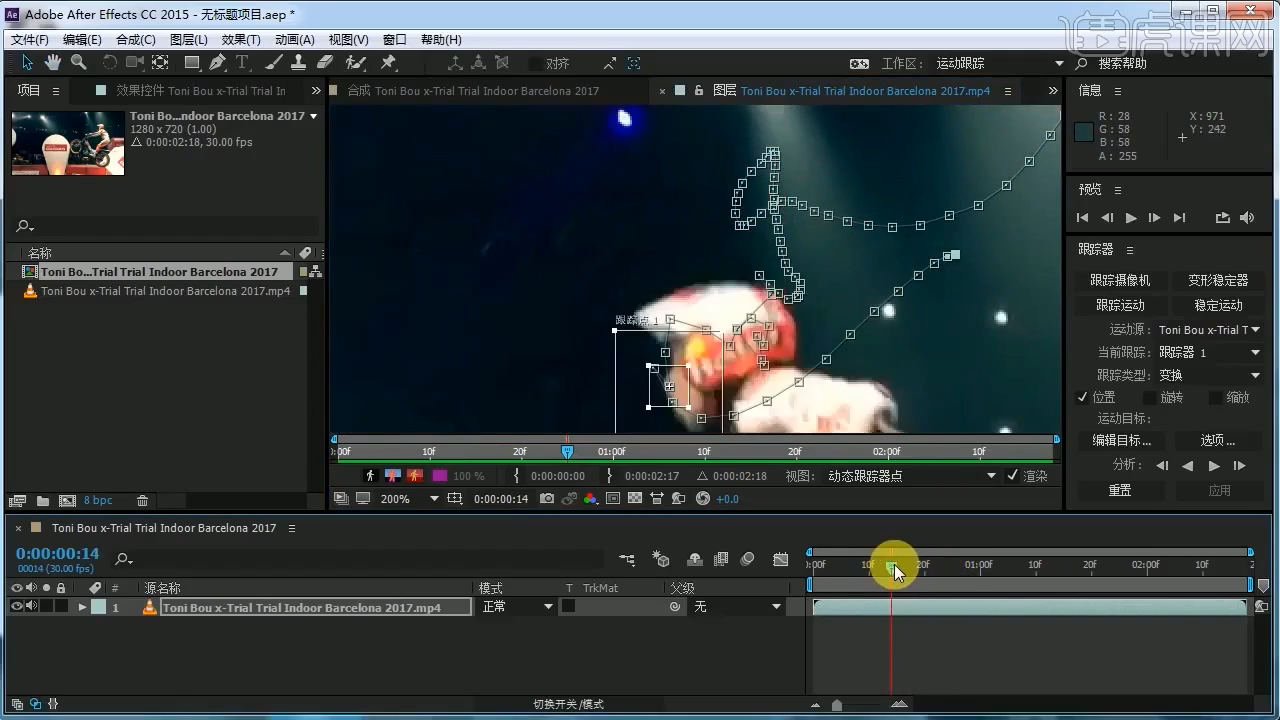 Adobe After Effects CC 2015 - 无标题项目.aep *
虎课网
文件(F) 编辑(E) 合成(C) 图层(L) 效果(T) 动画(A) 视图(V) 窗口 帮助(H)
对齐 工作区： 运动跟踪 搜索帮助
项目 效果控件 Toni Bou x-Trial Trial In
合成 Toni Bou x-Trial Trial Indoor Barcelona 2017
图层 Toni Bou x-Trial Trial Indoor Barcelona 2017.mp4
信息
Toni Bo...ndoor Barcelona 2017
1280 x 720 (1.00)
△ 0:00:02:18, 30.00 fps
R : 28
G : 58
B : 58
A : 255
X: 971
Y: 242
预览
名称
Toni Bo...Trial Trial Indoor Barcelona 2017
Toni Bou x-Trial Trial Indoor Barcelona 2017.mp4
跟踪器
跟踪摄像机 变形稳定器
跟踪运动 稳定运动
运动源： Toni Bou x-Trial T
当前跟踪： 跟踪器 1
跟踪类型： 变换
位置 旋转 缩放
运动目标：
编辑目标... 选项...
分析：
重置 应用
跟踪点 1
:00f 10f 20f 01:00f 10f 20f 02:00f 10f
100 % 0:00:00:00 0:00:02:17 △ 0:00:02:18 视图： 动态跟踪器点 渲染
8 bpc
200% 0:00:00:14 +0.0
Toni Bou x-Trial Trial Indoor Barcelona 2017
0:00:00:14
00014 (30.00 fps)
:00f 10f 20f 01:00f 10f 20f 02:00f 10f 2
# 源名称 模式 T TrkMat 父级
1 Toni Bou x-Trial Trial Indoor Barcelona 2017.mp4 正常 无
切换开关/模式